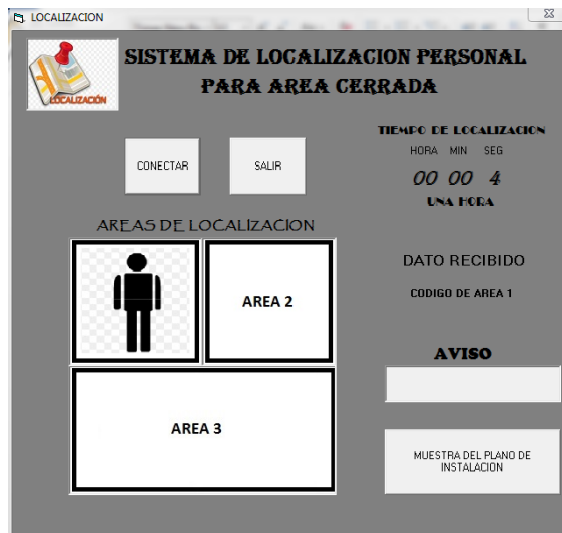 LOCALIZACION
LOCALIZACIÓN
SISTEMA DE LOCALIZACION PERSONAL
PARA AREA CERRADA
TIEMPO DE LOCALIZACION
HORA MIN SEG
00 00 4
UNA HORA
CONECTAR
SALIR
AREAS DE LOCALIZACION
AREA 2
AREA 3
DATO RECIBIDO
CODIGO DE AREA 1
AVISO
MUESTRA DEL PLANO DE
INSTALACION